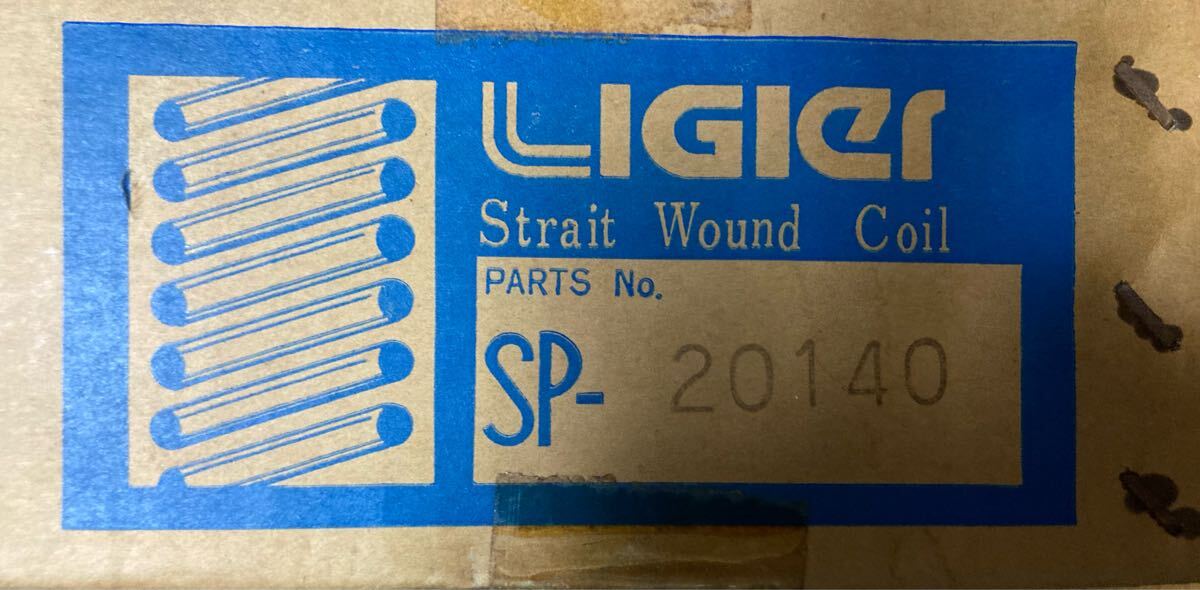 LIGIer
Strait Wound Coil
PARTS No.
SP- 20140